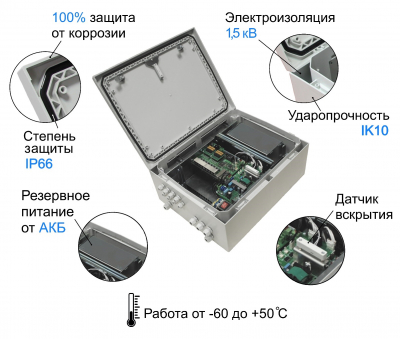 100% защита
от коррозии
Электроизоляция
1,5 кВ
Степень
защиты
IP66
Ударопрочность
IK10
Резервное
питание
от АКБ
Датчик
вскрытия
Работа от -60 до +50°C